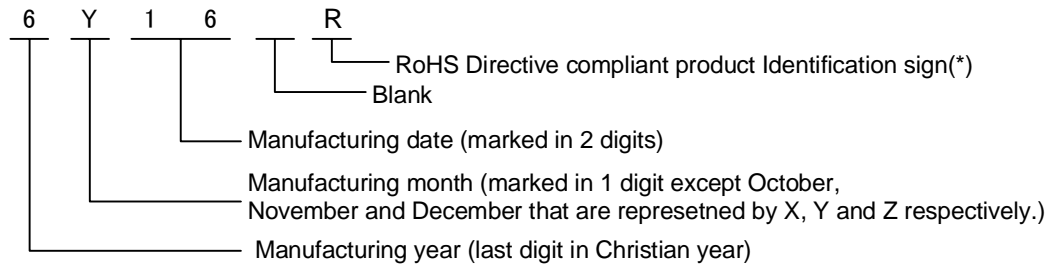 6 Y 1 6 R
RoHS Directive compliant product Identification sign(*)
Blank
Manufacturing date (marked in 2 digits)
Manufacturing month (marked in 1 digit except October,
November and December that are represetned by X, Y and Z respectively.)
Manufacturing year (last digit in Christian year)